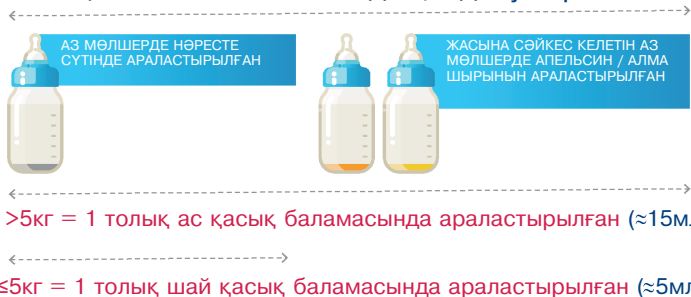 АЗ МӨЛШЕРДЕ НӘРЕСТЕ
СҮТІНДЕ АРАЛАСТЫРЫЛҒАН
ЖАСЫНА СӘЙКЕС КЕЛЕТІН АЗ
МӨЛШЕРДЕ АПЕЛЬСИН / АЛМА
ШЫРЫНЫН АРАЛАСТЫРЫЛҒАН
>5кг = 1 толық ас қасық баламасында араластырылған (≈15мл
≤5кг = 1 толық шай қасық баламасында араластырылған (≈5мл